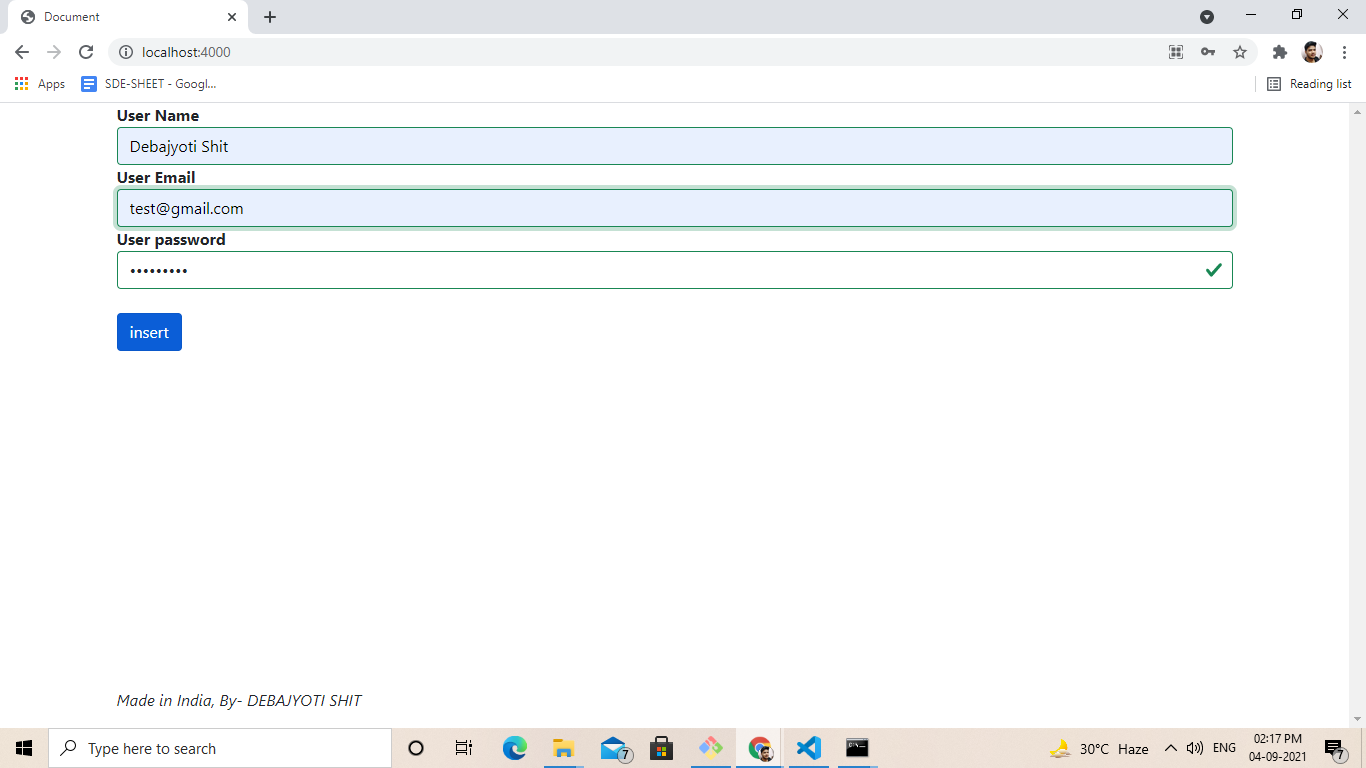 Document
localhost:4000
Apps
SDE-SHEET - Googl...
Reading list
User Name
Debajyoti Shit
User Email
test@gmail.com
User password
•••••••••
insert
Made in India, By- DEBAJYOTI SHIT
Type here to search
7
30°C Haze
ENG
02:17 PM
04-09-2021
7